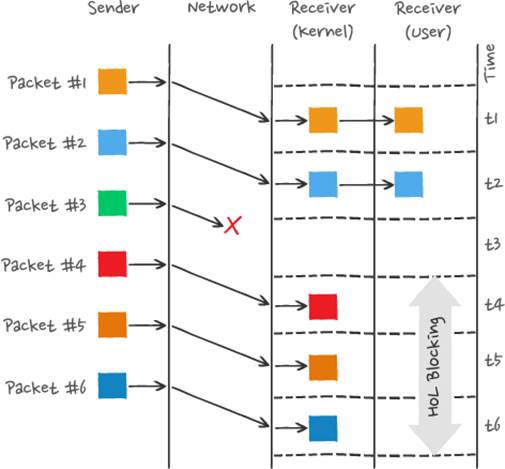 Sender
Network
Receiver
(kernel)
Receiver
(user)
Time
Packet #1
t1
Packet #2
t2
Packet #3
X
t3
Packet #4
t4
Packet #5
t5
Packet #6
t6
HoL Blocking